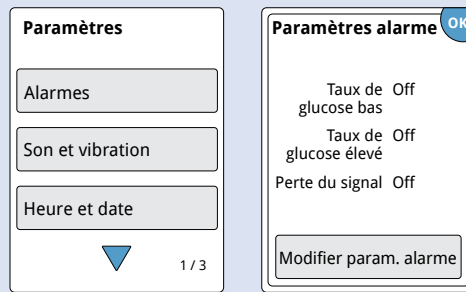 Paramètres
Alarmes
Son et vibration
Heure et date
1 / 3
Paramètres alarme
OK
Taux de Off
glucose bas
Taux de Off
glucose élevé
Perte du signal Off
Modifier param. alarme